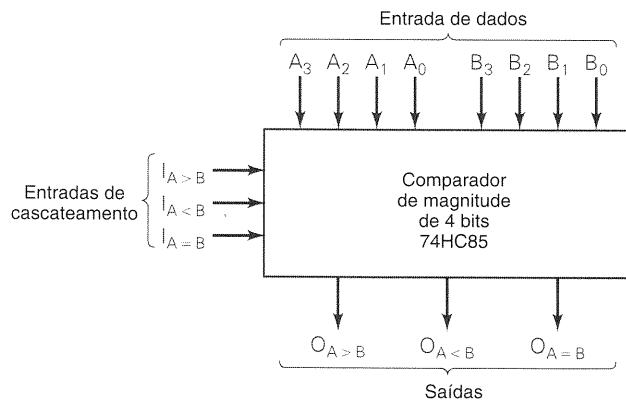 Entrada de dados
A3 A2 A1 A0 B3 B2 B1 B0
Entradas de
cascateamento
IA > B
IA < B
IA = B
Comparador
de magnitude
de 4 bits
74HC85
OA > B OA < B OA = B
Saídas